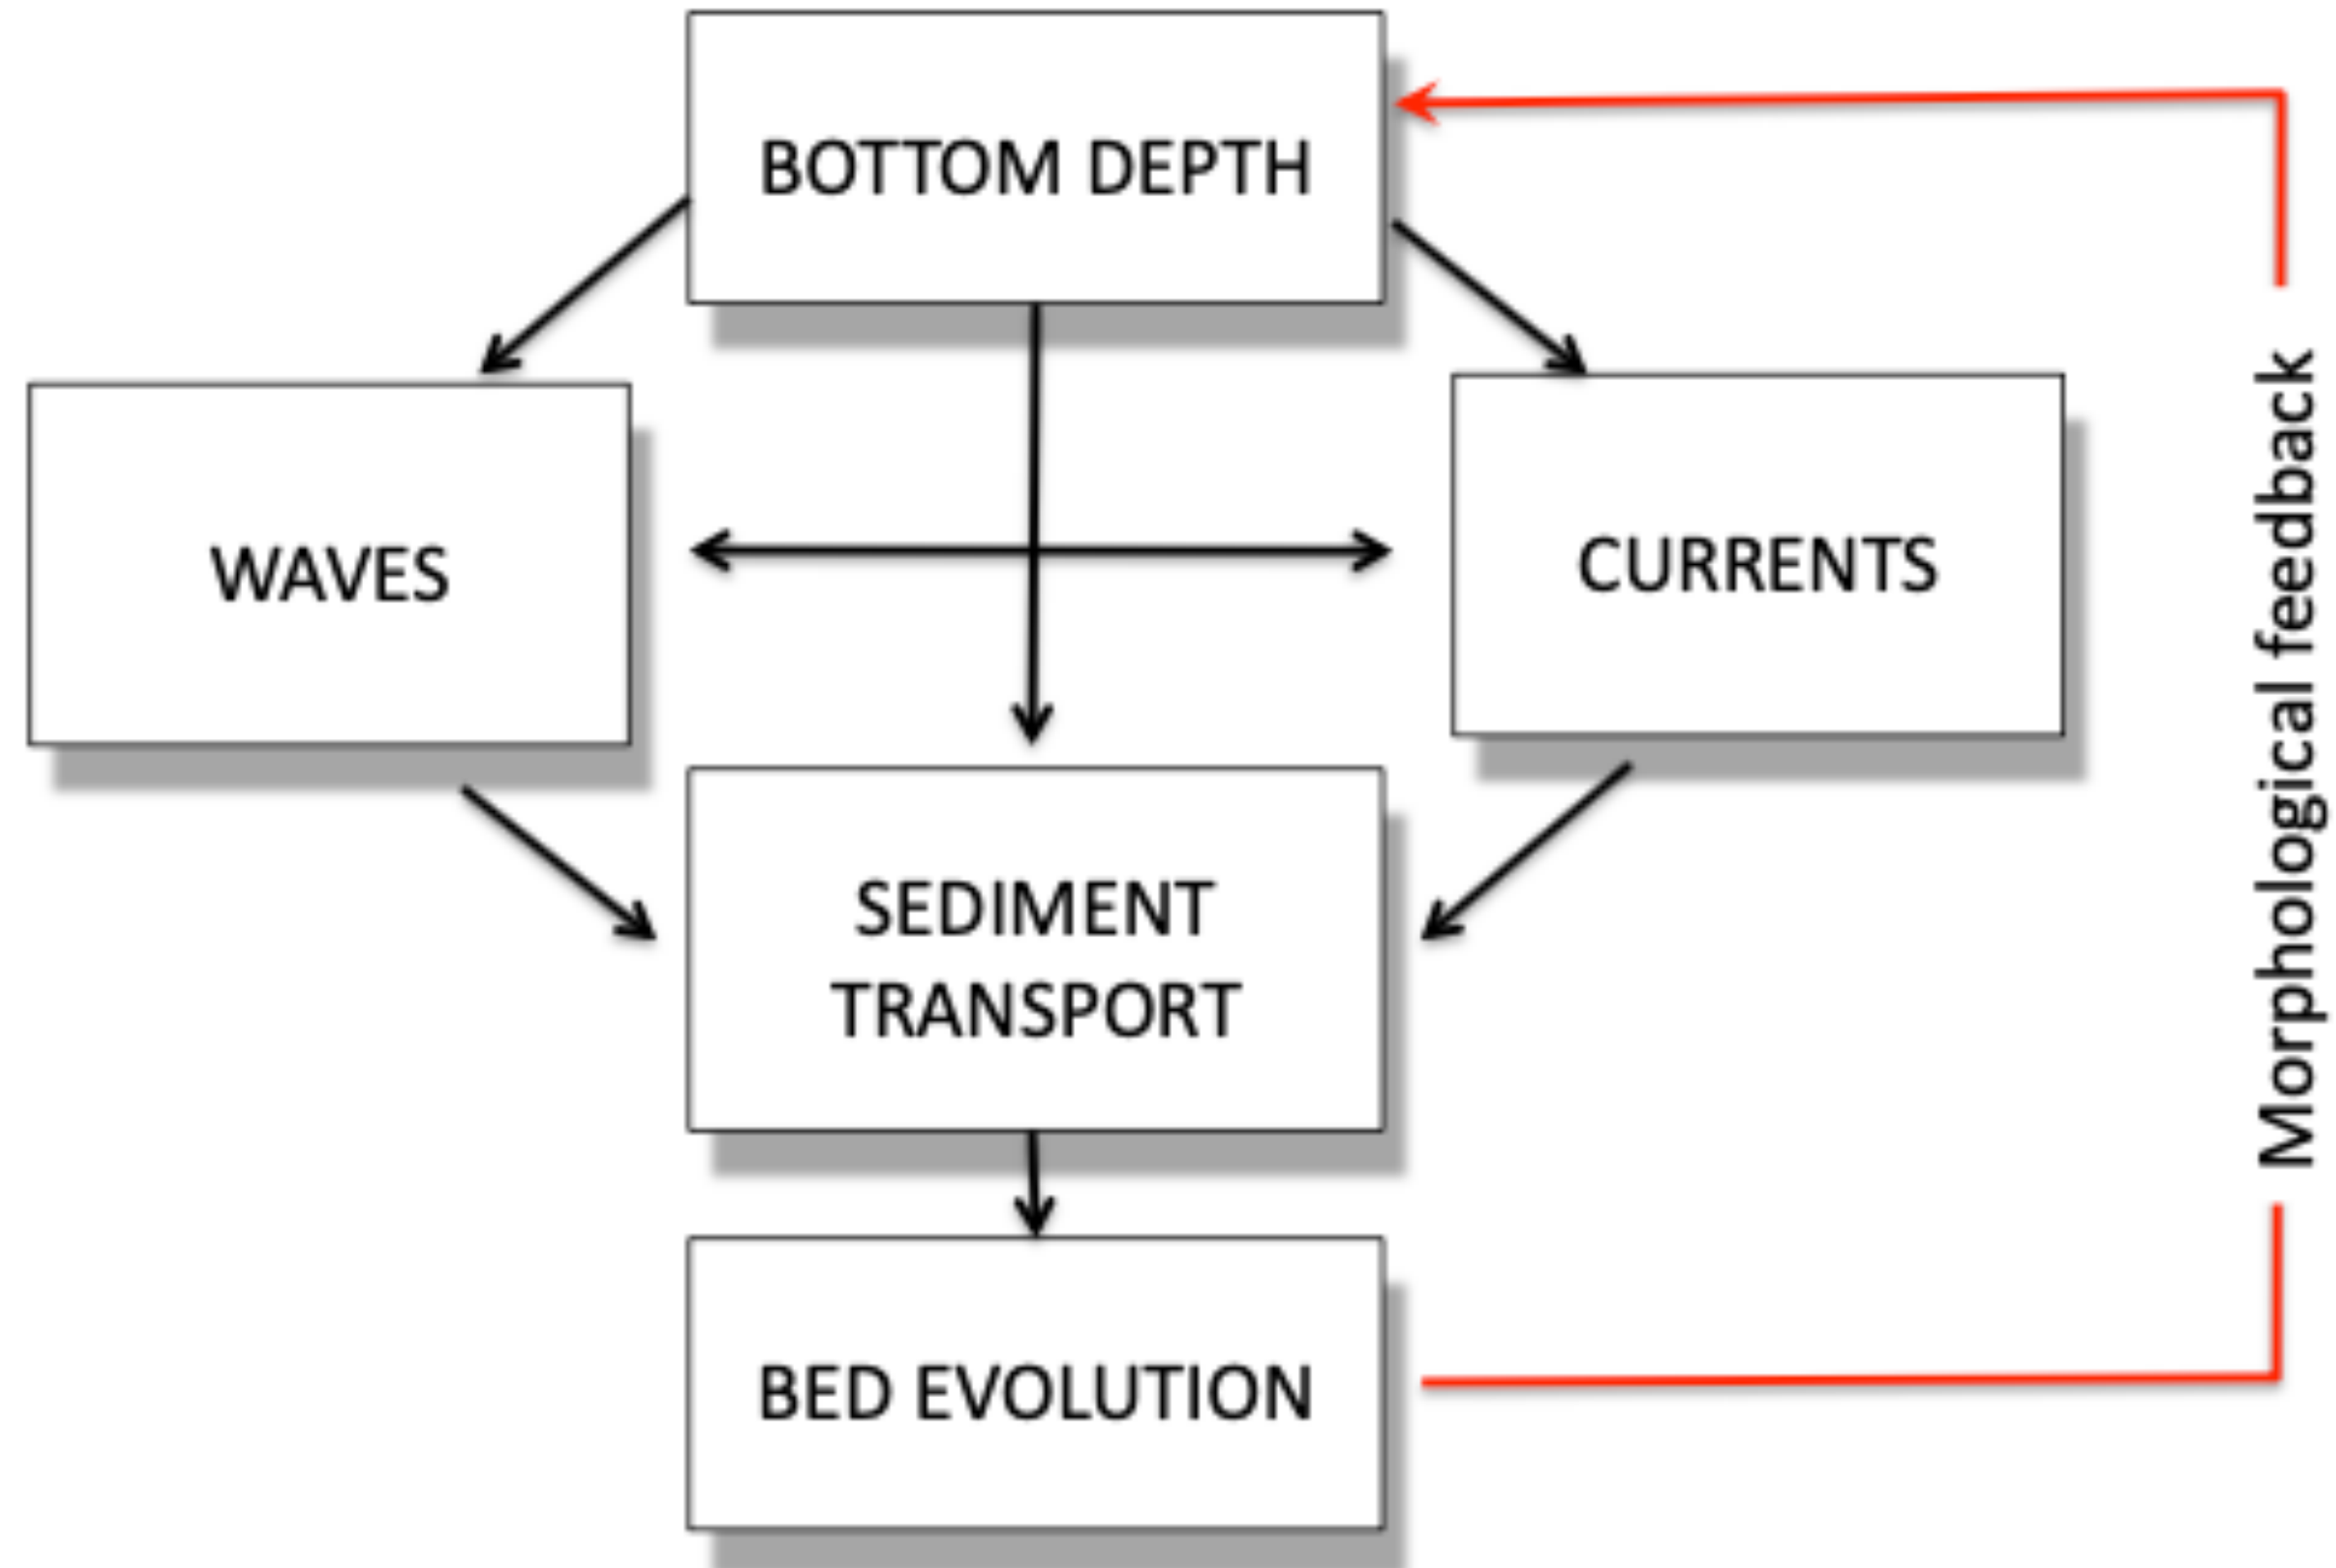 BOTTOM DEPTH
WAVES
CURRENTS
SEDIMENT
TRANSPORT
BED EVOLUTION
Morphological feedback